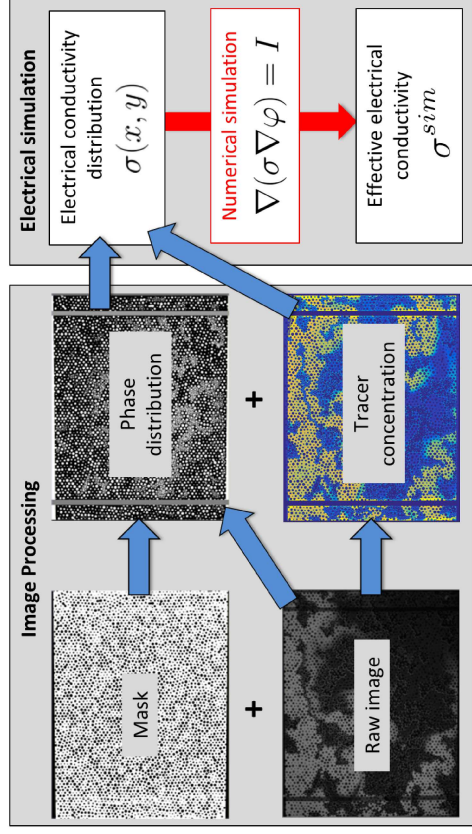 Image Processing
Mask
+
Raw image
Phase
distribution
+
Tracer
concentration
Electrical simulation
Electrical conductivity
distribution
σ(x, y)
Numerical simulation
∇(σ∇φ) = I
Effective electrical
conductivity
σ^{sim}